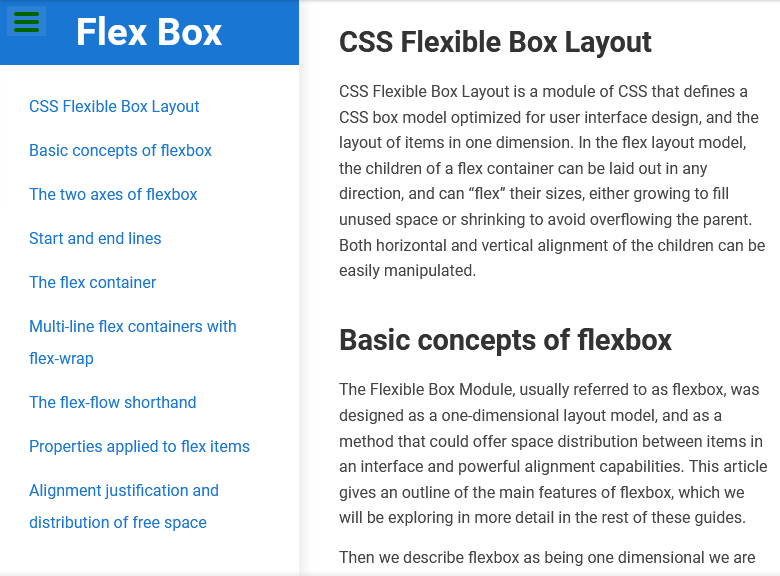 Flex Box
CSS Flexible Box Layout
Basic concepts of flexbox
The two axes of flexbox
Start and end lines
The flex container
Multi-line flex containers with
flex-wrap
The flex-flow shorthand
Properties applied to flex items
Alignment justification and
distribution of free space
CSS Flexible Box Layout
CSS Flexible Box Layout is a module of CSS that defines a
CSS box model optimized for user interface design, and the
layout of items in one dimension. In the flex layout model,
the children of a flex container can be laid out in any
direction, and can “flex” their sizes, either growing to fill
unused space or shrinking to avoid overflowing the parent.
Both horizontal and vertical alignment of the children can be
easily manipulated.
Basic concepts of flexbox
The Flexible Box Module, usually referred to as flexbox, was
designed as a one-dimensional layout model, and as a
method that could offer space distribution between items in
an interface and powerful alignment capabilities. This article
gives an outline of the main features of flexbox, which we
will be exploring in more detail in the rest of these guides.
Then we describe flexbox as being one dimensional we are